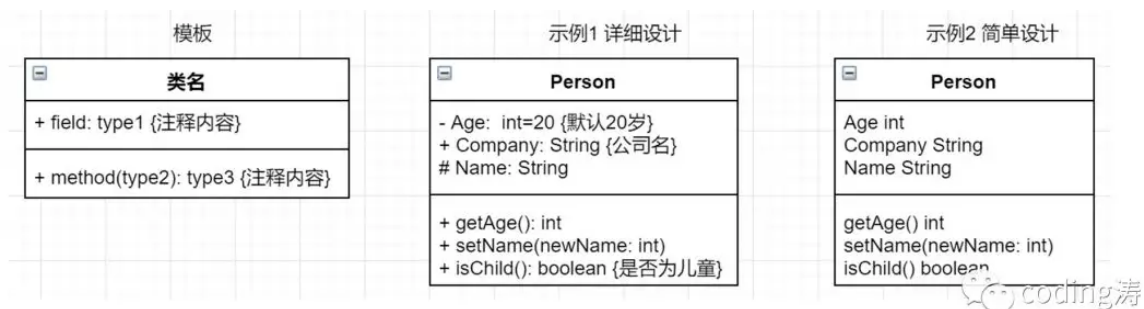 模板
类名
+ field: type1 {注释内容}
+ method(type2): type3 {注释内容}
示例1 详细设计
Person
- Age: int=20 {默认20岁}
+ Company: String {公司名}
# Name: String
+ getAge(): int
+ setName(newName: int)
+ isChild(): boolean {是否为儿童}
示例2 简单设计
Person
Age int
Company String
Name String
getAge() int
setName(newName: int)
isChild() boolean
coding涛